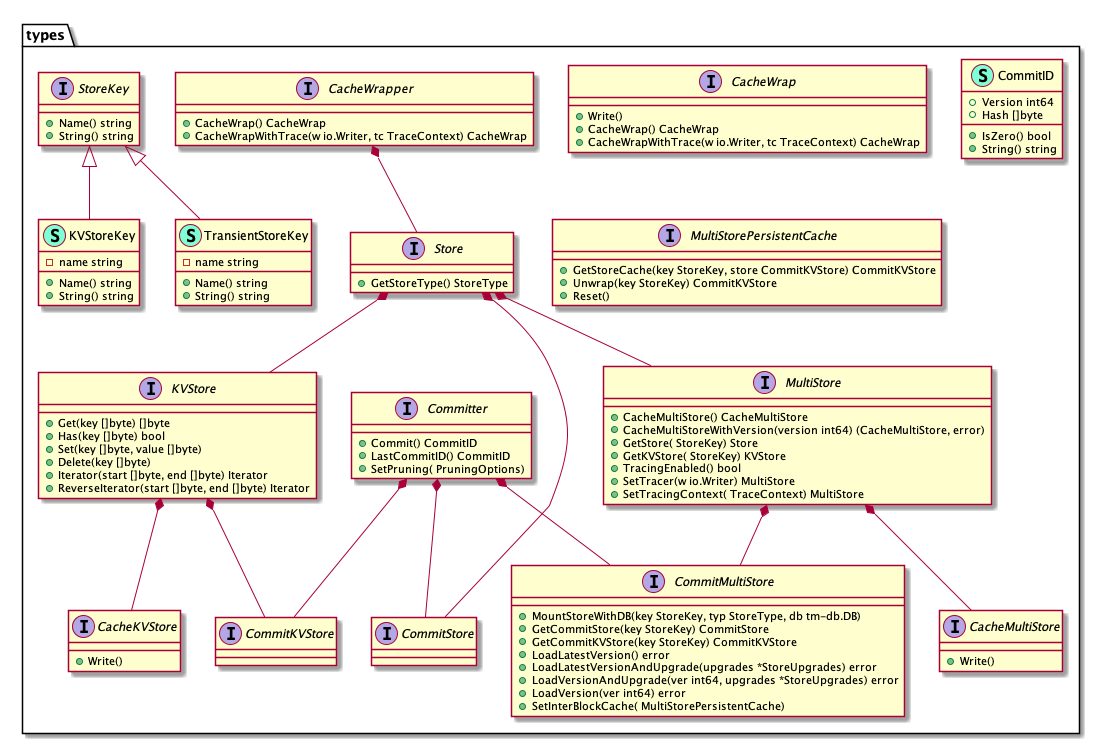 types
I StoreKey
Name() string
String() string
I CacheWrapper
CacheWrap() CacheWrap
CacheWrapWithTrace(w io.Writer, tc TraceContext) CacheWrap
I CacheWrap
Write()
CacheWrap() CacheWrap
CacheWrapWithTrace(w io.Writer, tc TraceContext) CacheWrap
S CommitID
Version int64
Hash []byte
IsZero() bool
String() string
S KVStoreKey
name string
Name() string
String() string
S TransientStoreKey
name string
Name() string
String() string
I Store
GetStoreType() StoreType
I MultiStorePersistentCache
GetStoreCache(key StoreKey, store CommitKVStore) CommitKVStore
Unwrap(key StoreKey) CommitKVStore
Reset()
I KVStore
Get(key []byte) []byte
Has(key []byte) bool
Set(key []byte, value []byte)
Delete(key []byte)
Iterator(start []byte, end []byte) Iterator
ReverseIterator(start []byte, end []byte) Iterator
I Committer
Commit() CommitID
LastCommitID() CommitID
SetPruning( PruningOptions)
I MultiStore
CacheMultiStore() CacheMultiStore
CacheMultiStoreWithVersion(version int64) (CacheMultiStore, error)
GetStore( StoreKey) Store
GetKVStore( StoreKey) KVStore
TracingEnabled() bool
SetTracer(w io.Writer) MultiStore
SetTracingContext( TraceContext) MultiStore
I CacheKVStore
Write()
I CommitKVStore
I CommitStore
I CommitMultiStore
MountStoreWithDB(key StoreKey, typ StoreType, db tm-db.DB)
GetCommitStore(key StoreKey) CommitStore
GetCommitKVStore(key StoreKey) CommitKVStore
LoadLatestVersion() error
LoadLatestVersionAndUpgrade(upgrades *StoreUpgrades) error
LoadVersionAndUpgrade(ver int64, upgrades *StoreUpgrades) error
LoadVersion(ver int64) error
SetInterBlockCache( MultiStorePersistentCache)
I CacheMultiStore
Write()